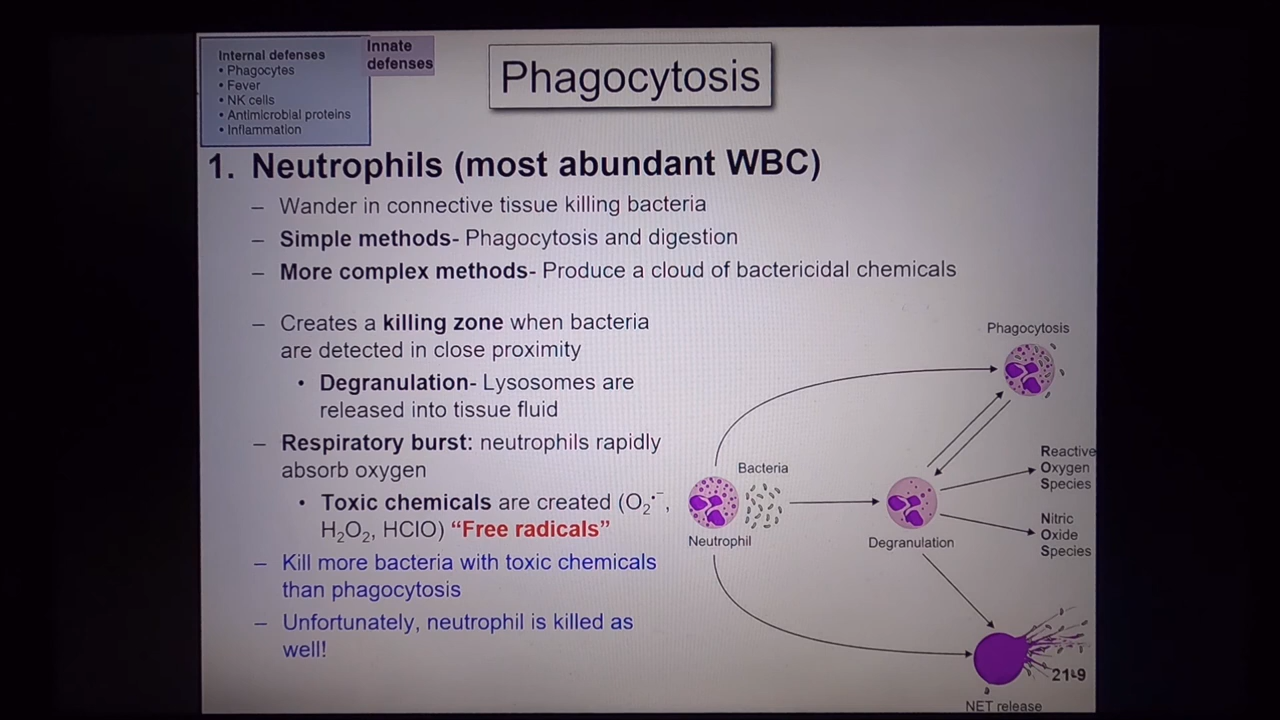 Internal defenses
• Phagocytes
• Fever
• NK cells
• Antimicrobial proteins
• Inflammation
Innate
defenses
Phagocytosis
1. Neutrophils (most abundant WBC)
– Wander in connective tissue killing bacteria
– Simple methods- Phagocytosis and digestion
– More complex methods- Produce a cloud of bactericidal chemicals
– Creates a killing zone when bacteria
are detected in close proximity
• Degranulation- Lysosomes are
released into tissue fluid
– Respiratory burst: neutrophils rapidly
absorb oxygen
• Toxic chemicals are created (O₂•⁻,
H₂O₂, HClO) “Free radicals”
– Kill more bacteria with toxic chemicals
than phagocytosis
– Unfortunately, neutrophil is killed as
well!
Phagocytosis
Bacteria
Neutrophil
Degranulation
Reactive
Oxygen
Species
Nitric
Oxide
Species
NET release